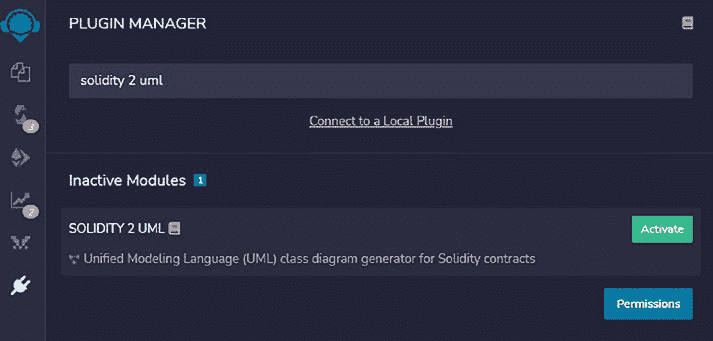 PLUGIN MANAGER
solidity 2 uml
Connect to a Local Plugin
3
Inactive Modules 1
2
SOLIDITY 2 UML
Activate
Unified Modeling Language (UML) class diagram generator for Solidity contracts
Permissions